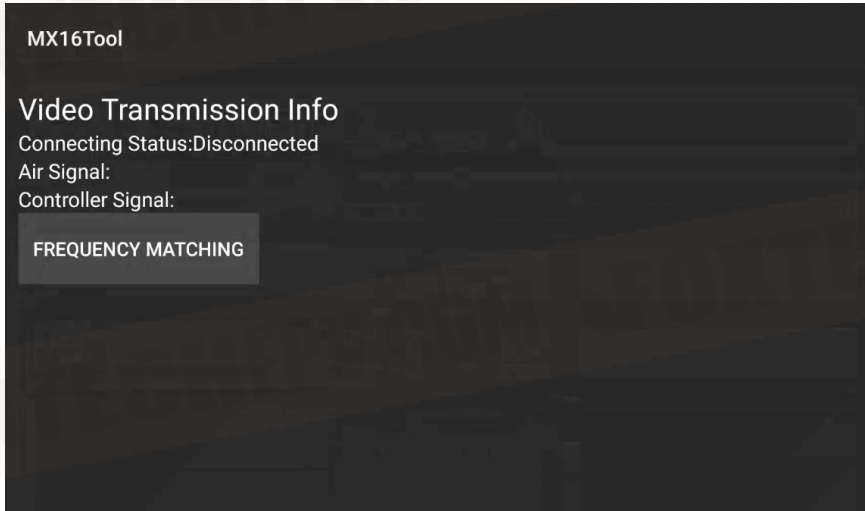 MX16Tool
Video Transmission Info
Connecting Status:Disconnected
Air Signal:
Controller Signal:
FREQUENCY MATCHING